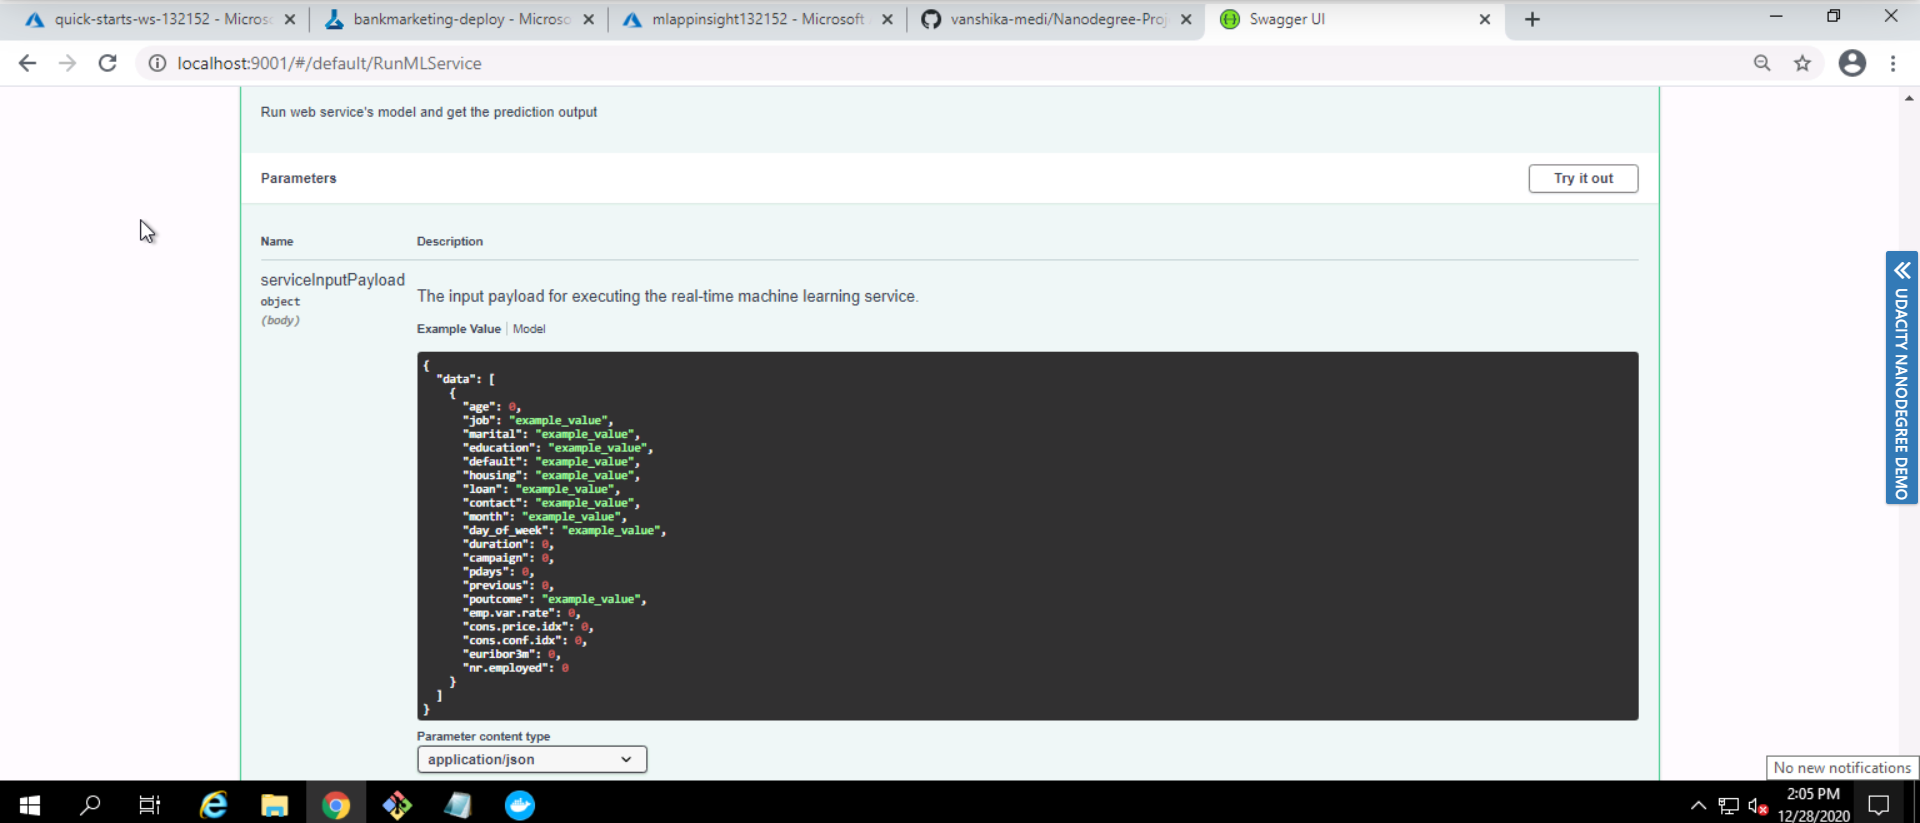 quick-starts-ws-132152 - Micros
bankmarketing-deploy - Microso
mlappinsight132152 - Microsoft
vanshika-medi/Nanodegree-Proj
Swagger UI
localhost:9001/#/default/RunMLService
Run web service's model and get the prediction output
Parameters
Try it out
Name Description
serviceInputPayload
object
(body)
The input payload for executing the real-time machine learning service.
Example Value | Model
{
"data": [
{
"age": 0,
"job": "example_value",
"marital": "example_value",
"education": "example_value",
"default": "example_value",
"housing": "example_value",
"loan": "example_value",
"contact": "example_value",
"month": "example_value",
"day_of_week": "example_value",
"duration": 0,
"campaign": 0,
"pdays": 0,
"previous": 0,
"poutcome": "example_value",
"emp.var.rate": 0,
"cons.price.idx": 0,
"cons.conf.idx": 0,
"euribor3m": 0,
"nr.employed": 0
}
]
}
Parameter content type
application/json
UDACITY NANODEGREE DEMO
No new notifications
2:05 PM
12/28/2020